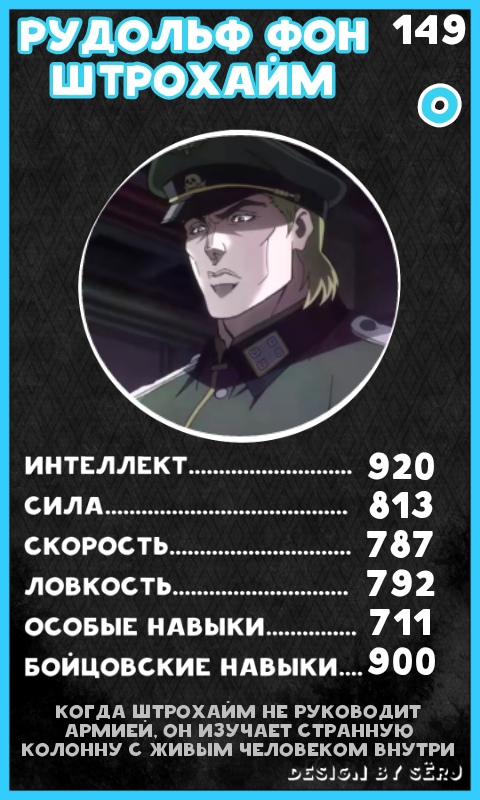 РУДОЛЬФ ФОН 149
ШТРОХАЙМ
О
ИНТЕЛЛЕКТ.......................................... 920
СИЛА............................................................. 813
СКОРОСТЬ.............................................. 787
ЛОВКОСТЬ............................................ 792
ОСОБЫЕ НАВЫКИ....................... 711
БОЙЦОВСКИЕ НАВЫКИ.... 900
КОГДА ШТРОХАЙМ НЕ РУКОВОДИТ
АРМИЕЙ, ОН ИЗУЧАЕТ СТРАННУЮ
КОЛОННУ С ЖИВЫМ ЧЕЛОВЕКОМ ВНУТРИ
DESIGN BY SЁRJ